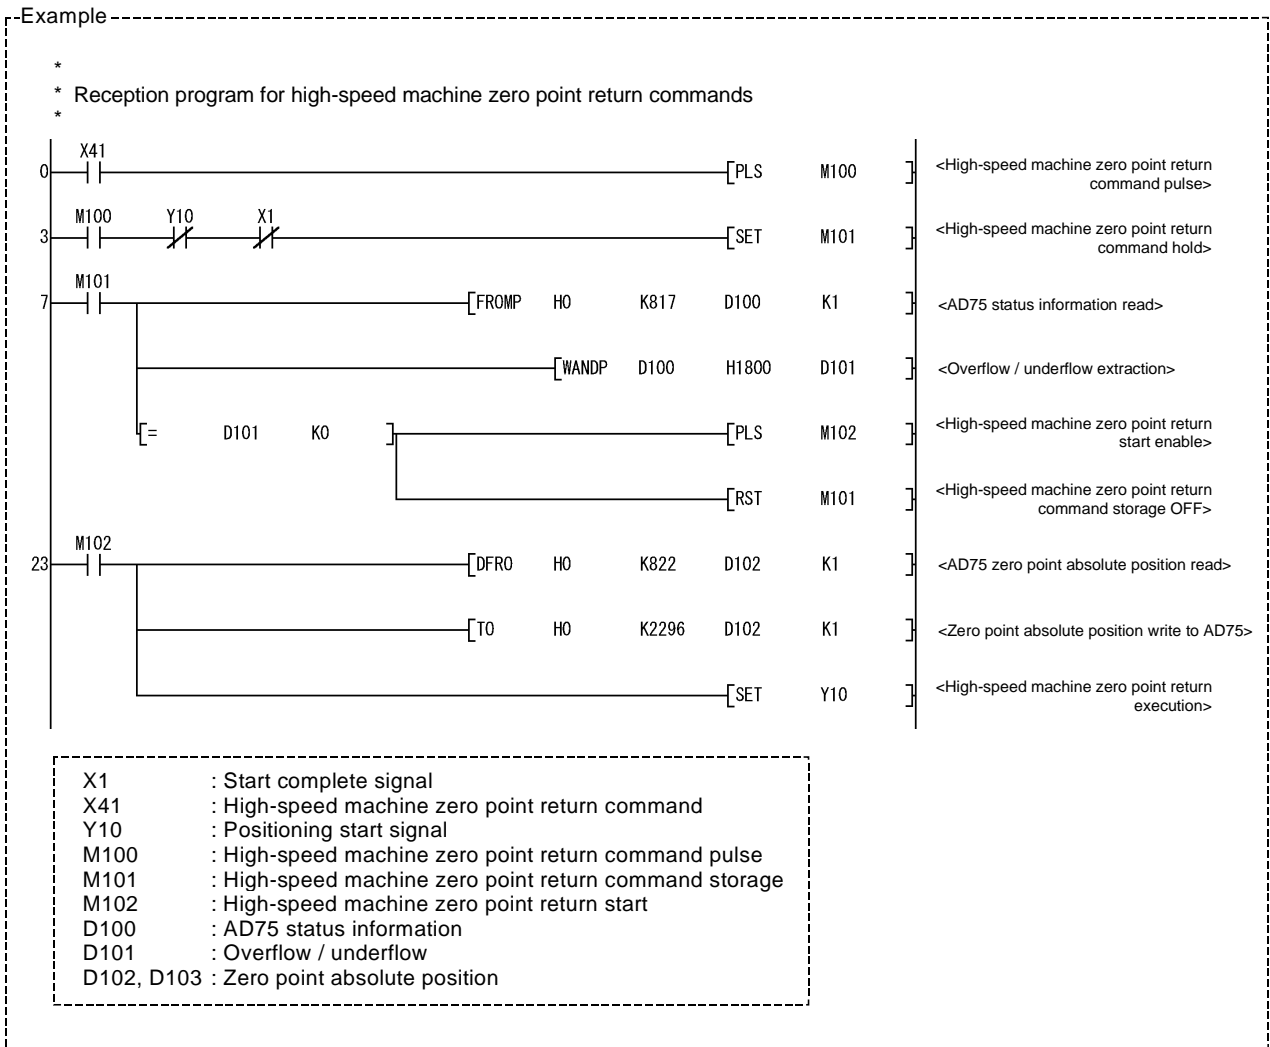 Example
*
* Reception program for high-speed machine zero point return commands
*
X41
0 [PLS M100 ] <High-speed machine zero point return
command pulse>
M100 Y10 X1
3 [SET M101 ] <High-speed machine zero point return
command hold>
M101
7 [FROMP H0 K817 D100 K1 ] <AD75 status information read>
[WANDP D100 H1800 D101 ] <Overflow / underflow extraction>
[= D101 K0 ] [PLS M102 ] <High-speed machine zero point return
start enable>
[RST M101 ] <High-speed machine zero point return
command storage OFF>
M102
23 [DFRO H0 K822 D102 K1 ] <AD75 zero point absolute position read>
[TO H0 K2296 D102 K1 ] <Zero point absolute position write to AD75>
[SET Y10 ] <High-speed machine zero point return
execution>
X1 : Start complete signal
X41 : High-speed machine zero point return command
Y10 : Positioning start signal
M100 : High-speed machine zero point return command pulse
M101 : High-speed machine zero point return command storage
M102 : High-speed machine zero point return start
D100 : AD75 status information
D101 : Overflow / underflow
D102, D103 : Zero point absolute position